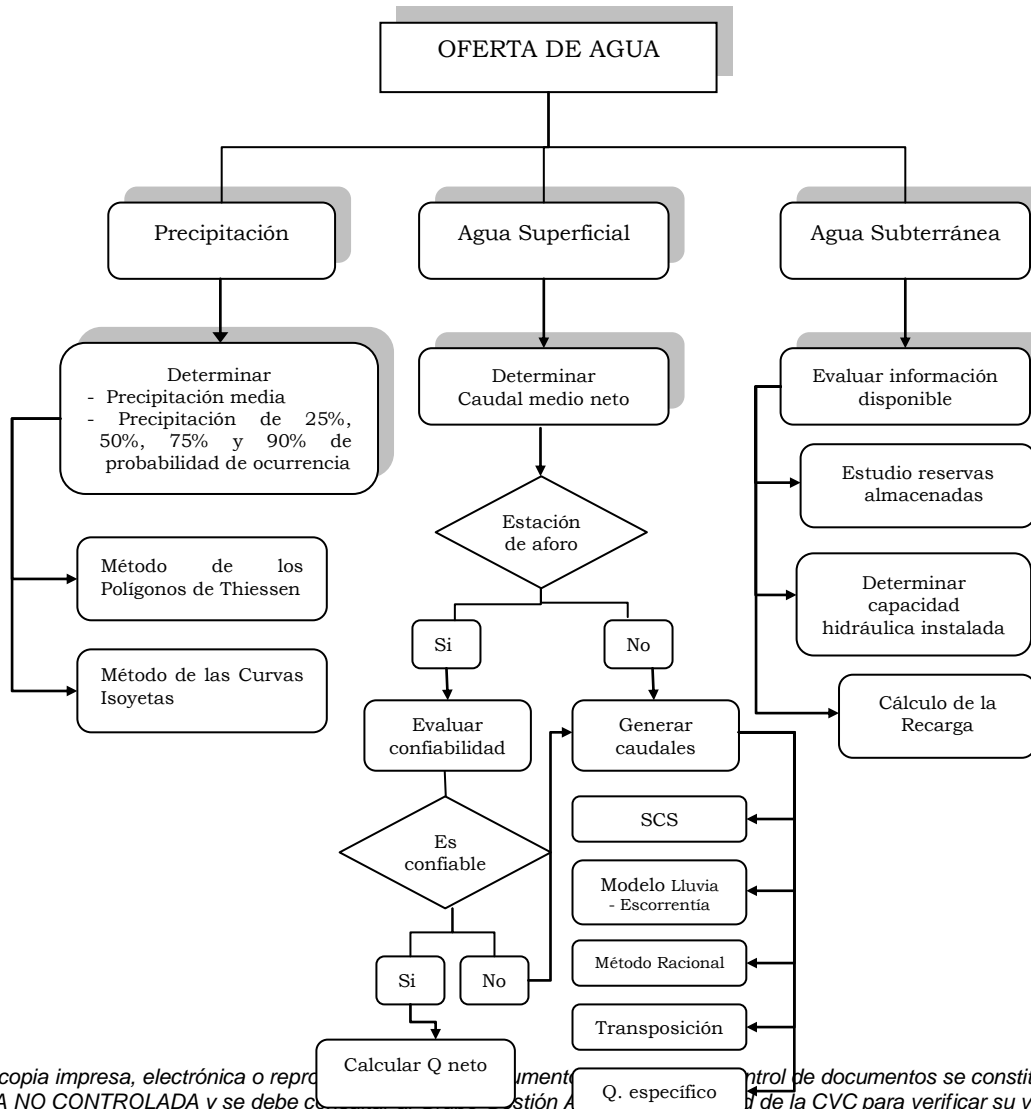 OFERTA DE AGUA
Precipitación
Agua Superficial
Agua Subterránea
Determinar
- Precipitación media
- Precipitación de 25%,
50%, 75% y 90% de
probabilidad de ocurrencia
Determinar
Caudal medio neto
Evaluar información
disponible
Estudio reservas
almacenadas
Estación
de aforo
Método de los
Polígonos de Thiessen
Determinar
capacidad
hidráulica instalada
Si
No
Método de las Curvas
Isoyetas
Cálculo de la
Recarga
Evaluar
confiabilidad
Generar
caudales
SCS
Es
confiable
Modelo Lluvia
- Escorrentía
Método Racional
Si
No
Transposición
Calcular Q neto
Q. específico
copia impresa, electrónica o repro
de documentos se constit
NO CONTROLADA y se debe
de la CVC para verificar su